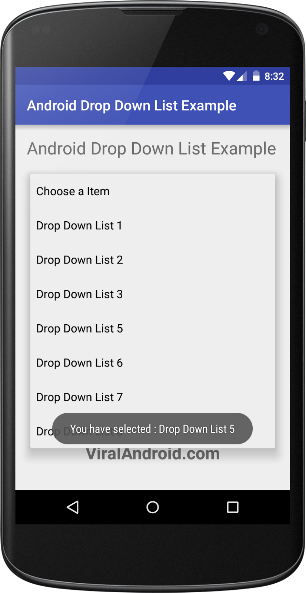 8:32
Android Drop Down List Example
Android Drop Down List Example
Choose a Item
Drop Down List 1
Drop Down List 2
Drop Down List 3
Drop Down List 5
Drop Down List 6
Drop Down List 7
You have selected : Drop Down List 5
ViralAndroid.com